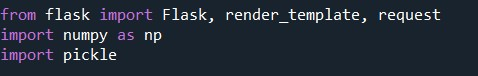 from flask import Flask, render_template, request
import numpy as np
import pickle